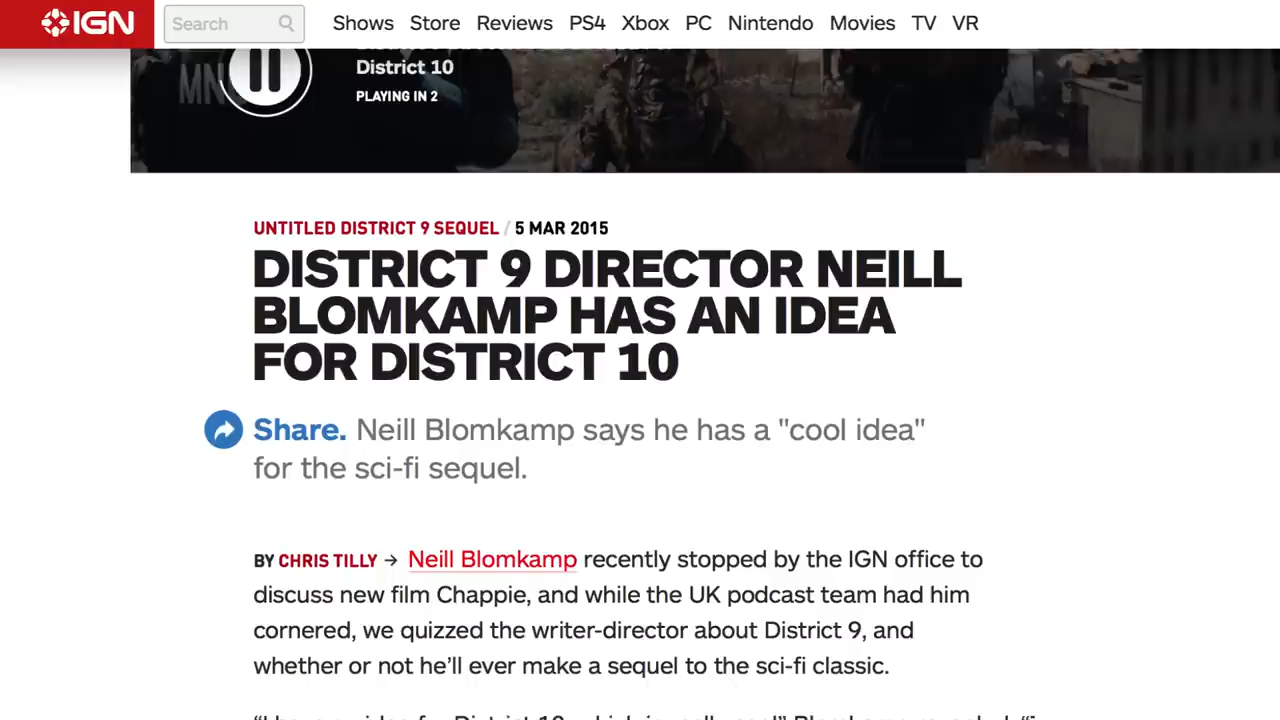 IGN
Search
Shows Store Reviews PS4 Xbox PC Nintendo Movies TV VR
District 10
PLAYING IN 2
UNTITLED DISTRICT 9 SEQUEL / 5 MAR 2015
DISTRICT 9 DIRECTOR NEILL
BLOMKAMP HAS AN IDEA
FOR DISTRICT 10
Share. Neill Blomkamp says he has a "cool idea"
for the sci-fi sequel.
BY CHRIS TILLY → Neill Blomkamp recently stopped by the IGN office to
discuss new film Chappie, and while the UK podcast team had him
cornered, we quizzed the writer-director about District 9, and
whether or not he’ll ever make a sequel to the sci-fi classic.